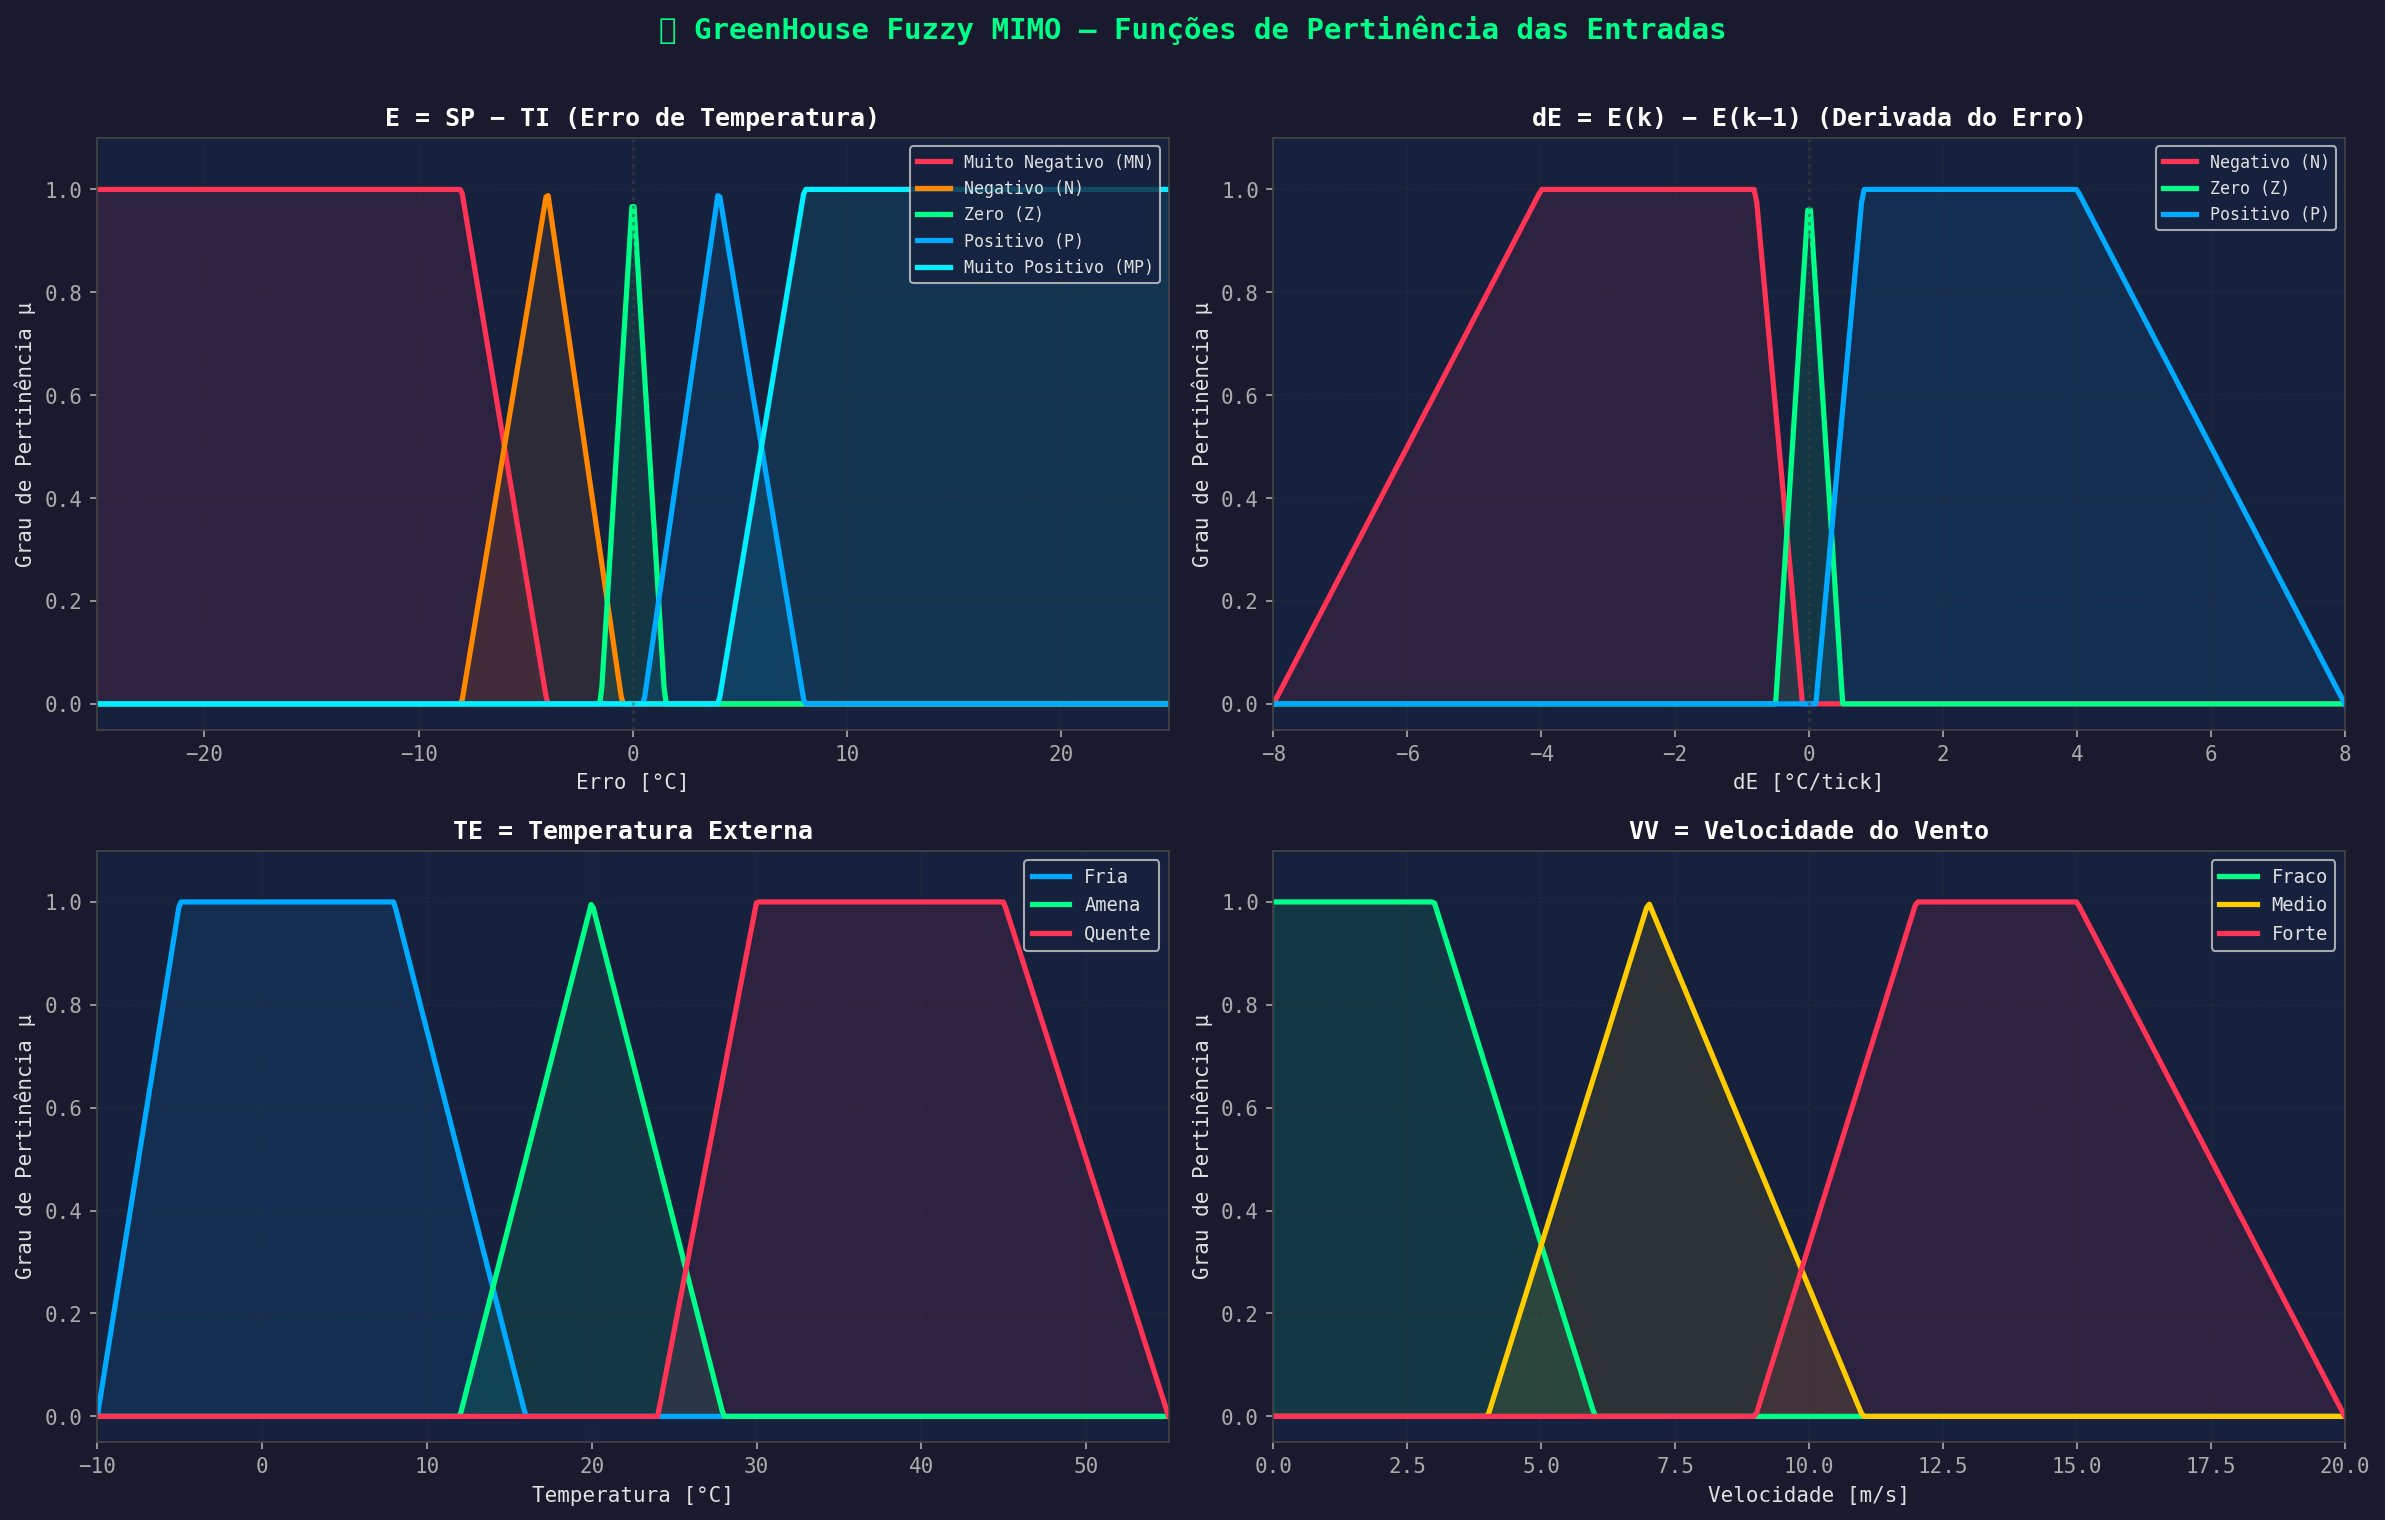 ▯ GreenHouse Fuzzy MIMO — Funções de Pertinência das Entradas
E = SP − TI (Erro de Temperatura)
Grau de Pertinência μ
1.0
0.8
0.6
0.4
0.2
0.0
Muito Negativo (MN)
Negativo (N)
Zero (Z)
Positivo (P)
Muito Positivo (MP)
−20 −10 0 10 20
Erro [°C]
dE = E(k) − E(k−1) (Derivada do Erro)
Grau de Pertinência μ
1.0
0.8
0.6
0.4
0.2
0.0
Negativo (N)
Zero (Z)
Positivo (P)
−8 −6 −4 −2 0 2 4 6 8
dE [°C/tick]
TE = Temperatura Externa
Grau de Pertinência μ
1.0
0.8
0.6
0.4
0.2
0.0
Fria
Amena
Quente
−10 0 10 20 30 40 50
Temperatura [°C]
VV = Velocidade do Vento
Grau de Pertinência μ
1.0
0.8
0.6
0.4
0.2
0.0
Fraco
Medio
Forte
0.0 2.5 5.0 7.5 10.0 12.5 15.0 17.5 20.0
Velocidade [m/s]